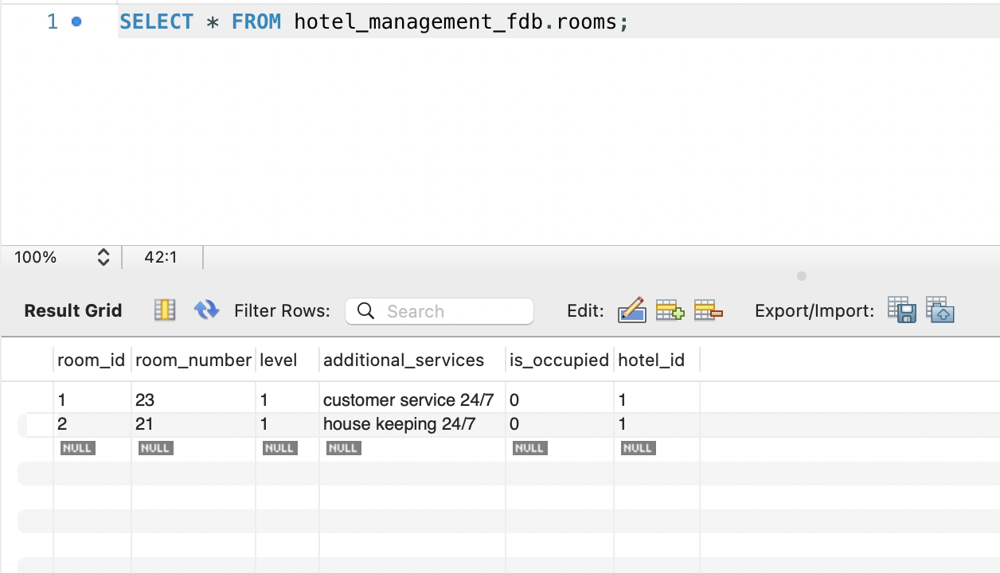 1 SELECT * FROM hotel_management_fdb.rooms;
100% 42:1
Result Grid Filter Rows: Search Edit: Export/Import:
room_id room_number level additional_services is_occupied hotel_id
1 23 1 customer service 24/7 0 1
2 21 1 house keeping 24/7 0 1
NULL NULL NULL NULL NULL NULL